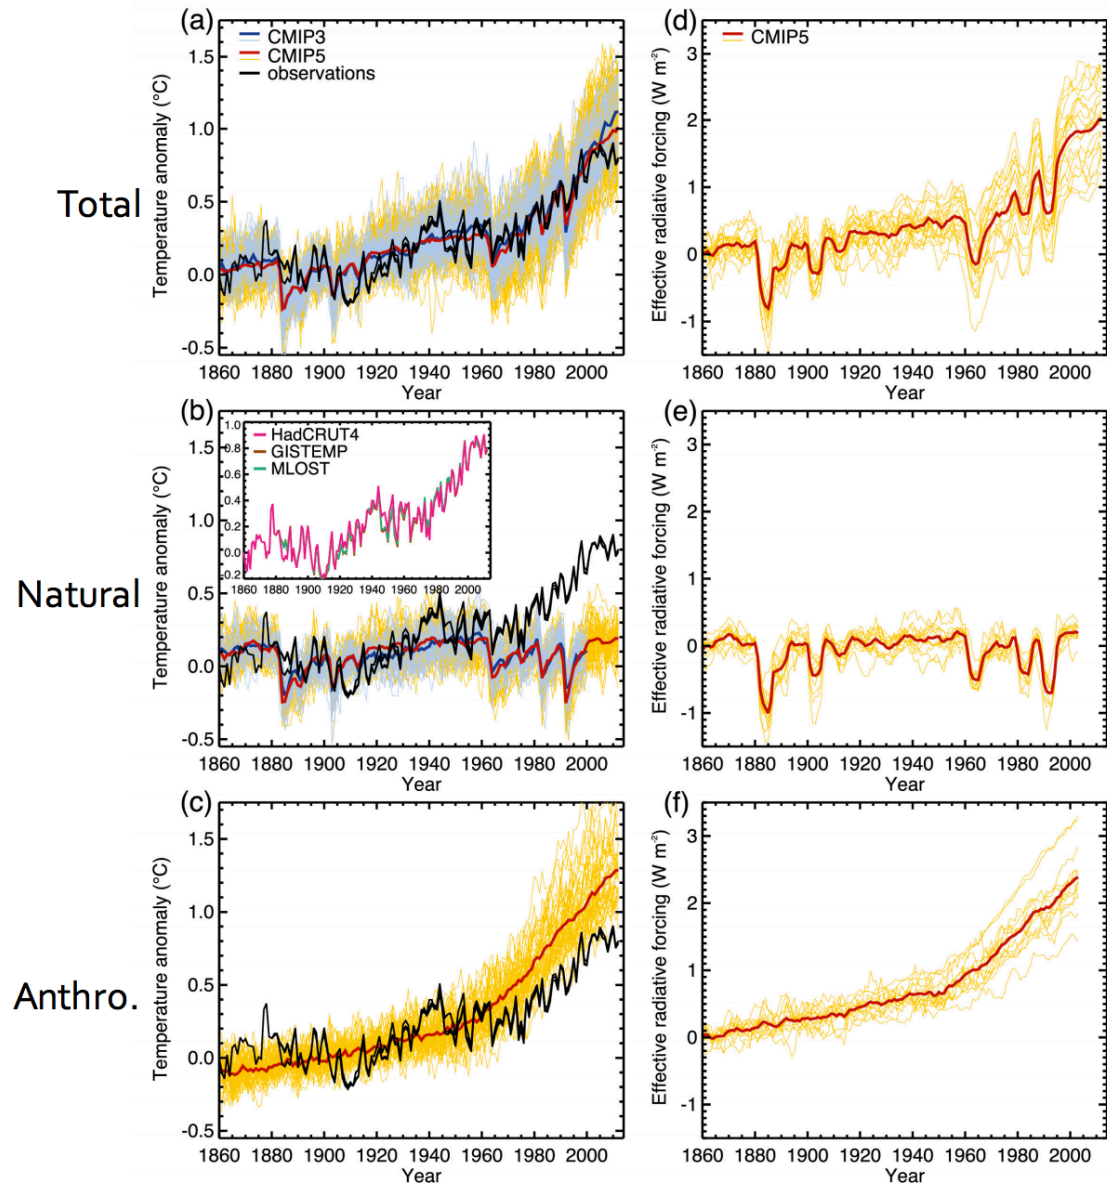 Total
(a)
CMIP3
CMIP5
observations
Temperature anomaly (°C)
1.5
1.0
0.5
0.0
-0.5
1860 1880 1900 1920 1940 1960 1980 2000
Year
(d)
CMIP5
Effective radiative forcing (W m-2)
3
2
1
0
-1
1860 1880 1900 1920 1940 1960 1980 2000
Year
Natural
(b)
HadCRUT4
GISTEMP
MLOST
1.0
0.8
0.6
0.4
0.2
0.0
-0.2
1860 1880 1900 1920 1940 1960 1980 2000
Temperature anomaly (°C)
1.5
1.0
0.5
0.0
-0.5
1860 1880 1900 1920 1940 1960 1980 2000
Year
(e)
Effective radiative forcing (W m-2)
3
2
1
0
-1
1860 1880 1900 1920 1940 1960 1980 2000
Year
Anthro.
(c)
Temperature anomaly (°C)
1.5
1.0
0.5
0.0
-0.5
1860 1880 1900 1920 1940 1960 1980 2000
Year
(f)
Effective radiative forcing (W m-2)
3
2
1
0
-1
1860 1880 1900 1920 1940 1960 1980 2000
Year